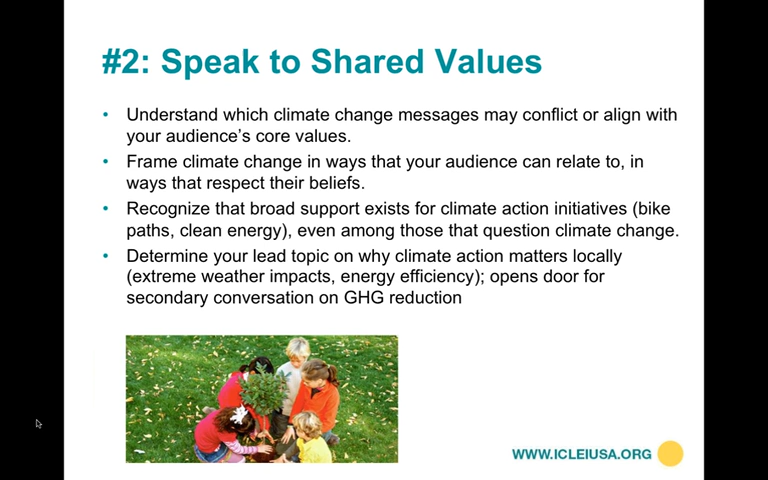 #2: Speak to Shared Values
• Understand which climate change messages may conflict or align with
your audience's core values.
• Frame climate change in ways that your audience can relate to, in
ways that respect their beliefs.
• Recognize that broad support exists for climate action initiatives (bike
paths, clean energy), even among those that question climate change.
• Determine your lead topic on why climate action matters locally
(extreme weather impacts, energy efficiency); opens door for
secondary conversation on GHG reduction
WWW.ICLEIUSA.ORG